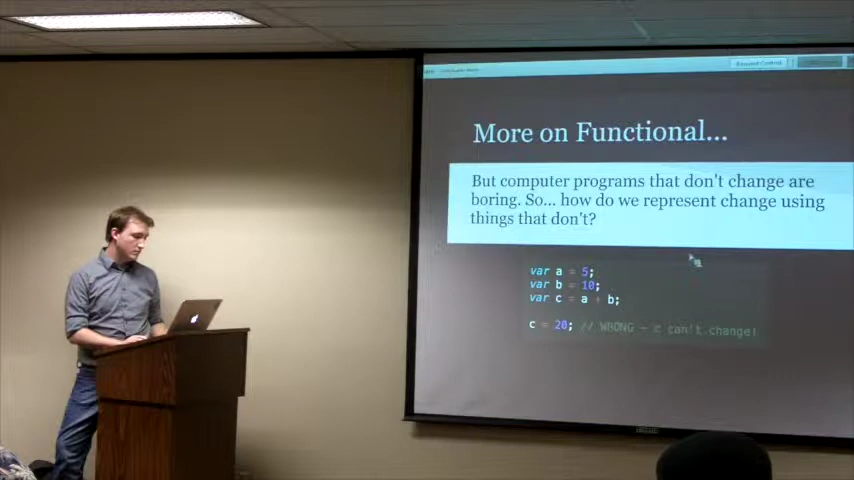 More on Functional...
But computer programs that don't change are
boring. So... how do we represent change using
things that don't?
var a = 5;
var b = 10;
var c = a + b;
c = 20; // WRONG - c can't change!